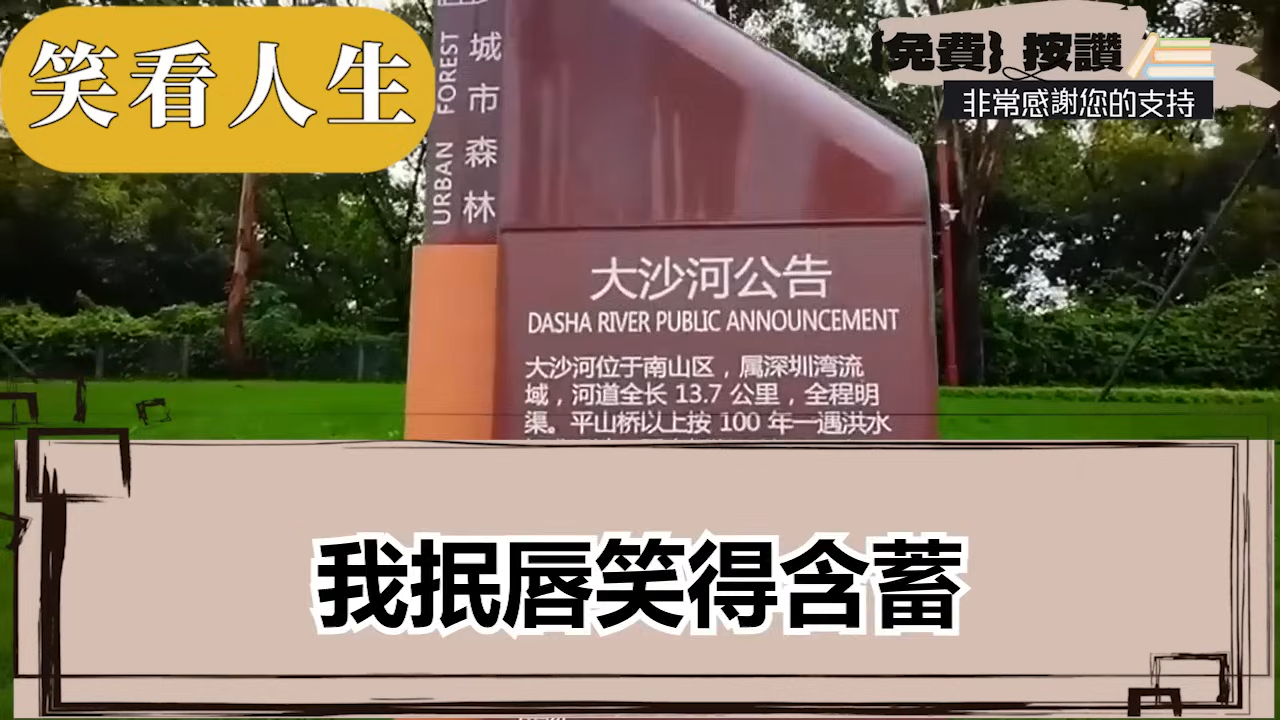 笑看人生
{免費} 按讚
非常感謝您的支持
城市森林
URBAN FOREST
大沙河公告
DASHA RIVER PUBLIC ANNOUNCEMENT
大沙河位于南山区，属深圳湾流
域，河道全长 13.7 公里，全程明
渠。平山桥以上按 100 年一遇洪水
我抿唇笑得含蓄